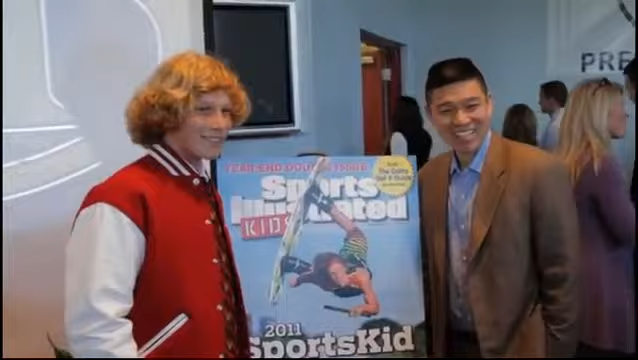 PRE
YEAR-END DOUBLE ISSUE
Sports
Illustrated
KIDS
2011
SportsKid